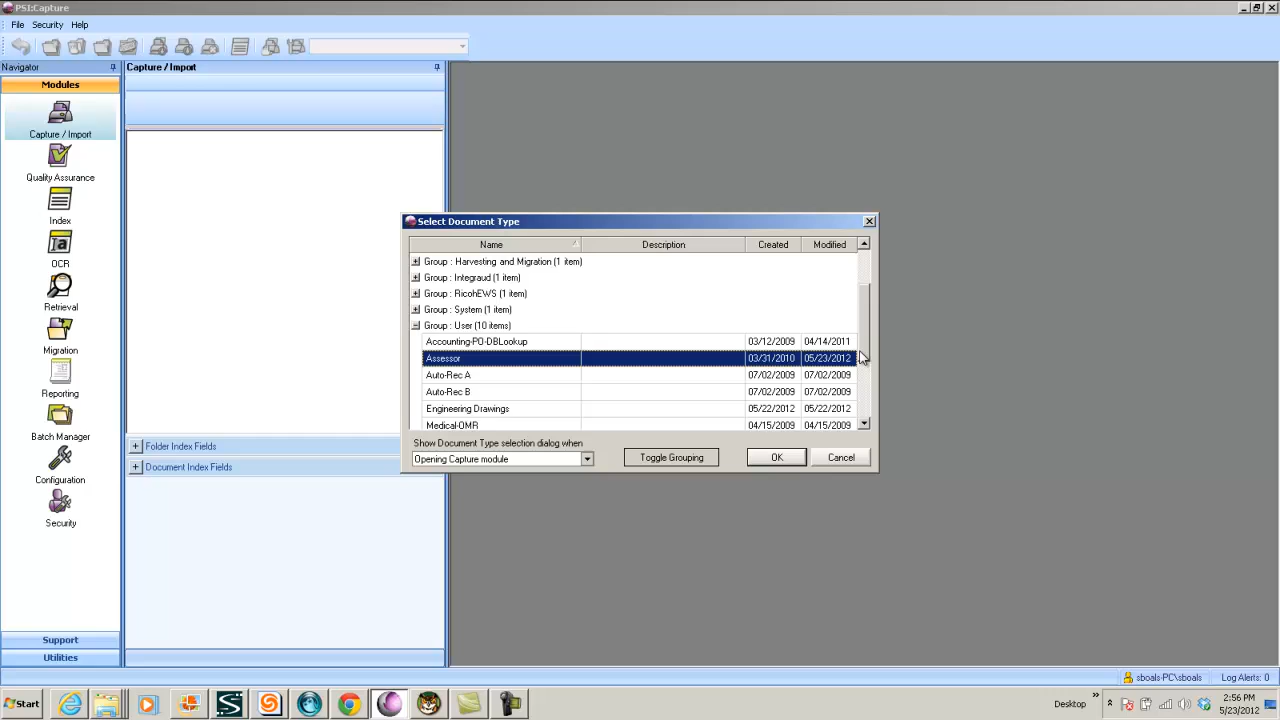 PSI:Capture
File Security Help
Navigator
Capture / Import
Modules
Capture / Import
Quality Assurance
Index
OCR
Retrieval
Migration
Reporting
Batch Manager
Configuration
Security
Support
Utilities
Folder Index Fields
Document Index Fields
Select Document Type
Name Description Created Modified
Group : Harvesting and Migration (1 item)
Group : Integraud (1 item)
Group : RicohEWS (1 item)
Group : System (1 item)
Group : User (10 items)
Accounting-PO-DBLookup 03/12/2009 04/14/2011
Assessor 03/31/2010 05/23/2012
Auto-Rec A 07/02/2009 07/02/2009
Auto-Rec B 07/02/2009 07/02/2009
Engineering Drawings 05/22/2012 05/22/2012
Medical-OMR 04/15/2009 04/15/2009
Show Document Type selection dialog when
Opening Capture module
Toggle Grouping OK Cancel
sboals-PC\sboals Log Alerts: 0
Start
Desktop
2:56 PM
5/23/2012